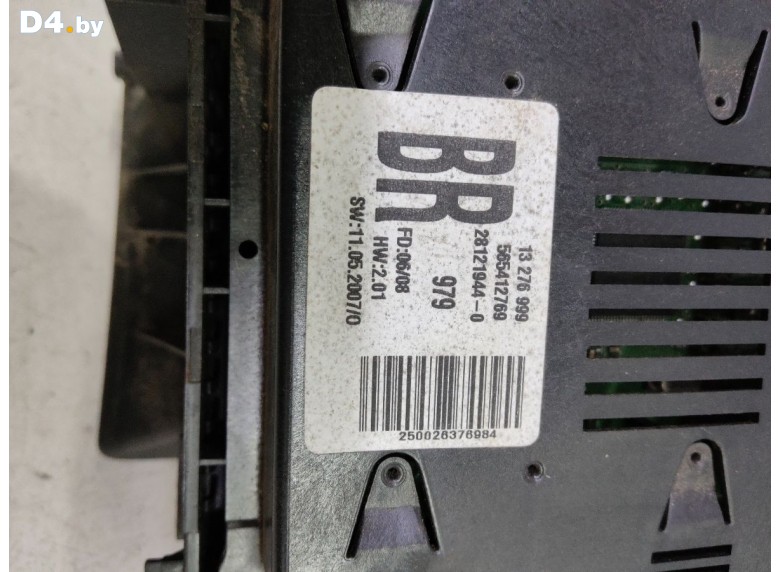 D4.by
BR
13 276 999
565412769
28121944-0
979
FD:06/08
HW:2.01
SW:11.05.2007/0
250026376984